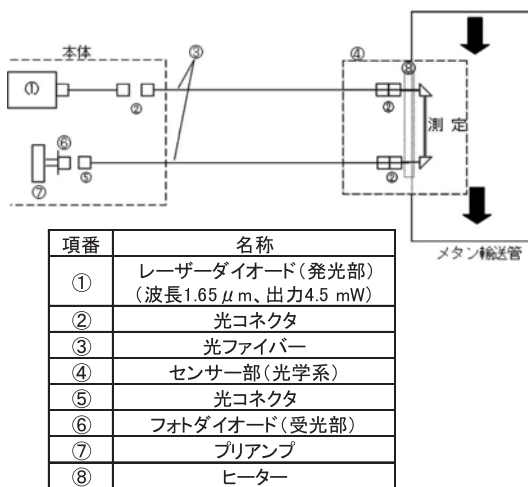 本体
③
④
⑧
①
②
②
測 定
⑥
⑦
⑤
②
メタン輸送管
項番 名称
① レーザーダイオード(発光部)
(波長1.65μm、出力4.5 mW)
② 光コネクタ
③ 光ファイバー
④ センサー部(光学系)
⑤ 光コネクタ
⑥ フォトダイオード(受光部)
⑦ プリアンプ
⑧ ヒーター